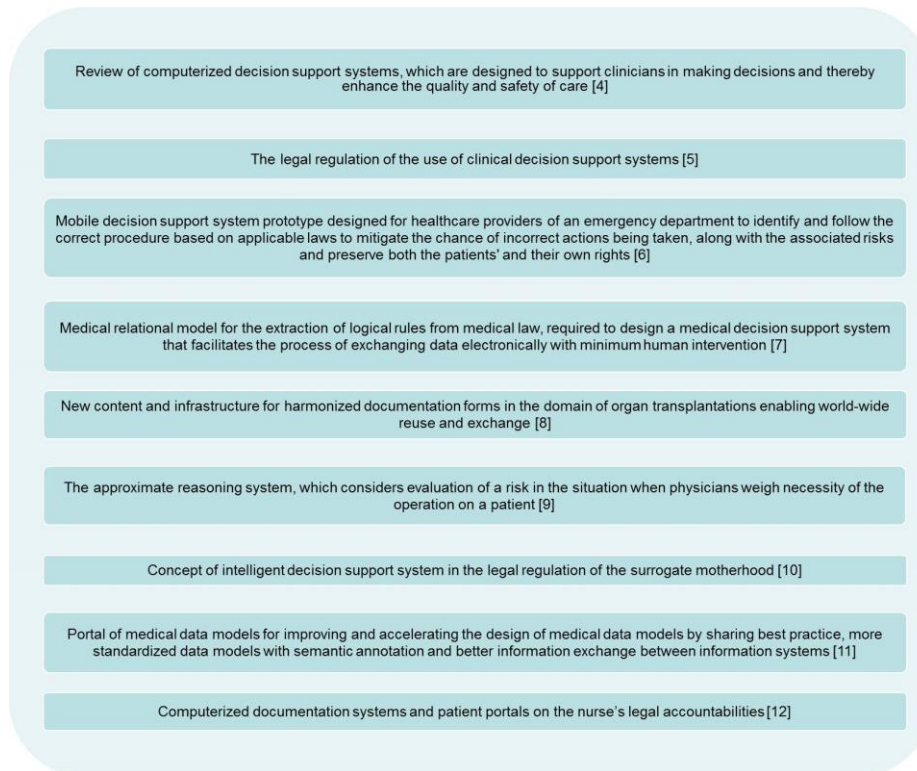 Review of computerized decision support systems, which are designed to support clinicians in making decisions and thereby
enhance the quality and safety of care [4]
The legal regulation of the use of clinical decision support systems [5]
Mobile decision support system prototype designed for healthcare providers of an emergency department to identify and follow the
correct procedure based on applicable laws to mitigate the chance of incorrect actions being taken, along with the associated risks
and preserve both the patients' and their own rights [6]
Medical relational model for the extraction of logical rules from medical law, required to design a medical decision support system
that facilitates the process of exchanging data electronically with minimum human intervention [7]
New content and infrastructure for harmonized documentation forms in the domain of organ transplantations enabling world-wide
reuse and exchange [8]
The approximate reasoning system, which considers evaluation of a risk in the situation when physicians weigh necessity of the
operation on a patient [9]
Concept of intelligent decision support system in the legal regulation of the surrogate motherhood [10]
Portal of medical data models for improving and accelerating the design of medical data models by sharing best practice, more
standardized data models with semantic annotation and better information exchange between information systems [11]
Computerized documentation systems and patient portals on the nurse's legal accountabilities [12]